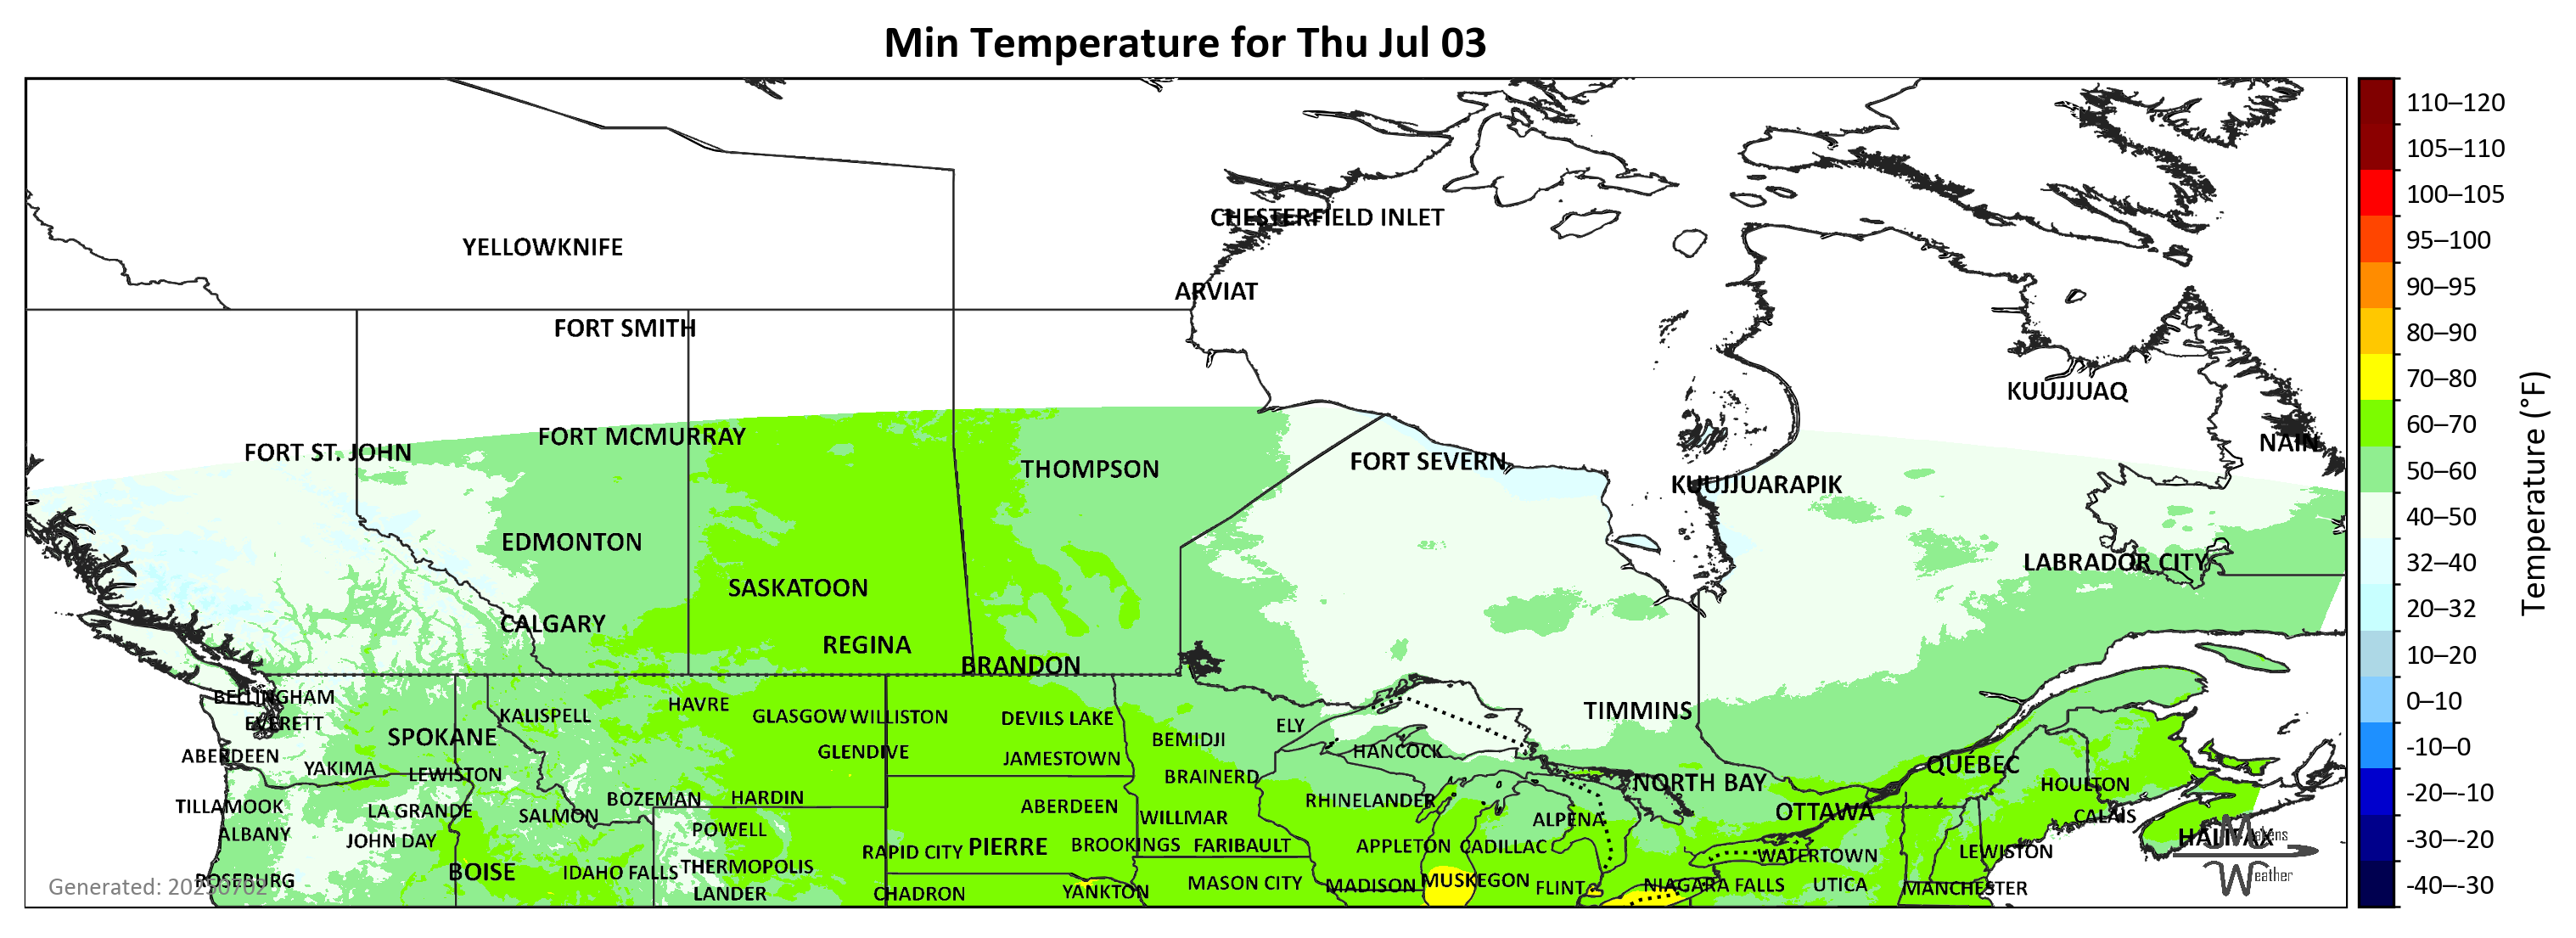 Min Temperature for Thu Jul 03
CHESTERFIELD INLET
YELLOWKNIFE
ARVIAT
FORT SMITH
KUUJJUAQ
FORT MCMURRAY
NAIN
FORT ST. JOHN
FORT SEVERN
THOMPSON
KUUJJUARAPIK
EDMONTON
LABRADOR CITY
SASKATOON
CALGARY
REGINA
BRANDON
BELLINGHAM
HAVRE
KALISPELL
GLASGOW
WILLISTON
DEVILS LAKE
TIMMINS
EVERETT
ELY
SPOKANE
BEMIDJI
GLENDIVE
HANCOCK
ABERDEEN
JAMESTOWN
QUÉBEC
YAKIMA
LEWISTON
BRAINERD
NORTH BAY
HOULTON
BOZEMAN
HARDIN
RHINELANDER
TILLAMOOK
LA GRANDE
SALMON
ABERDEEN
WILLMAR
ALPENA
OTTAWA
CALAIS
ALBANY
JOHN DAY
POWELL
HALIFAX
RAPID CITY
PIERRE
BROOKINGS
FARIBAULT
APPLETON
CADILLAC
WATERTOWN
LEWISTON
BOISE
IDAHO FALLS
THERMOPOLIS
ROSEBURG
LANDER
CHADRON
YANKTON
MASON CITY
MADISON
MUSKEGON
FLINT
NIAGARA FALLS
UTICA
MANCHESTER
Generated: 20250702
Makens
Weather
110–120
105–110
100–105
95–100
90–95
80–90
70–80
60–70
50–60
40–50
32–40
20–32
10–20
0–10
-10–0
-20–-10
-30–-20
-40–-30
Temperature (°F)